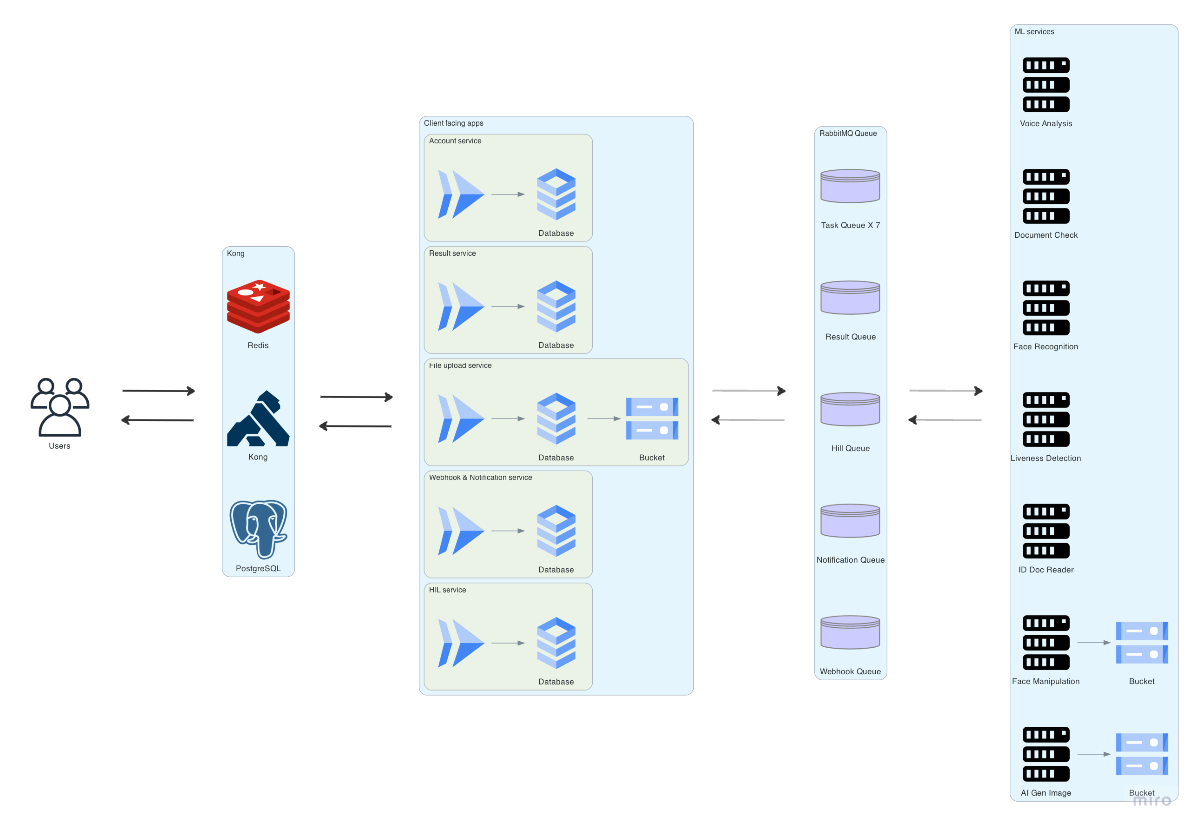 Users
Kong
Redis
Kong
PostgreSQL
Client facing apps
Account service
Database
Result service
Database
File upload service
Database
Bucket
Webhook & Notification service
Database
HIL service
Database
RabbitMQ Queue
Task Queue X 7
Result Queue
Hill Queue
Notification Queue
Webhook Queue
ML services
Voice Analysis
Document Check
Face Recognition
Liveness Detection
ID Doc Reader
Face Manipulation
Bucket
AI Gen Image
Bucket
miro